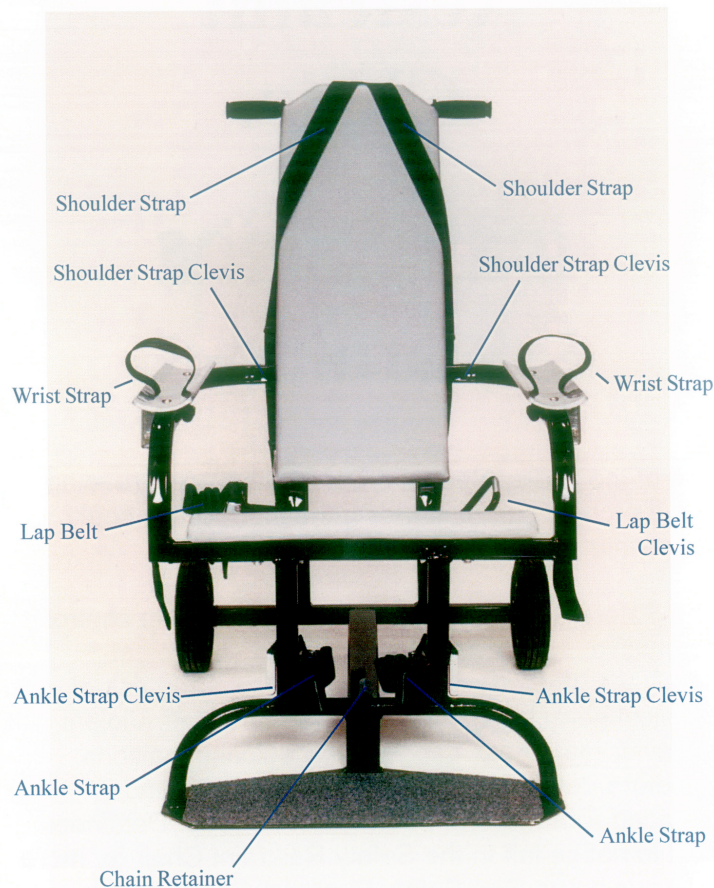 Shoulder Strap
Shoulder Strap
Shoulder Strap Clevis
Shoulder Strap Clevis
Wrist Strap
Wrist Strap
Lap Belt
Lap Belt
Clevis
Ankle Strap Clevis
Ankle Strap Clevis
Ankle Strap
Ankle Strap
Chain Retainer